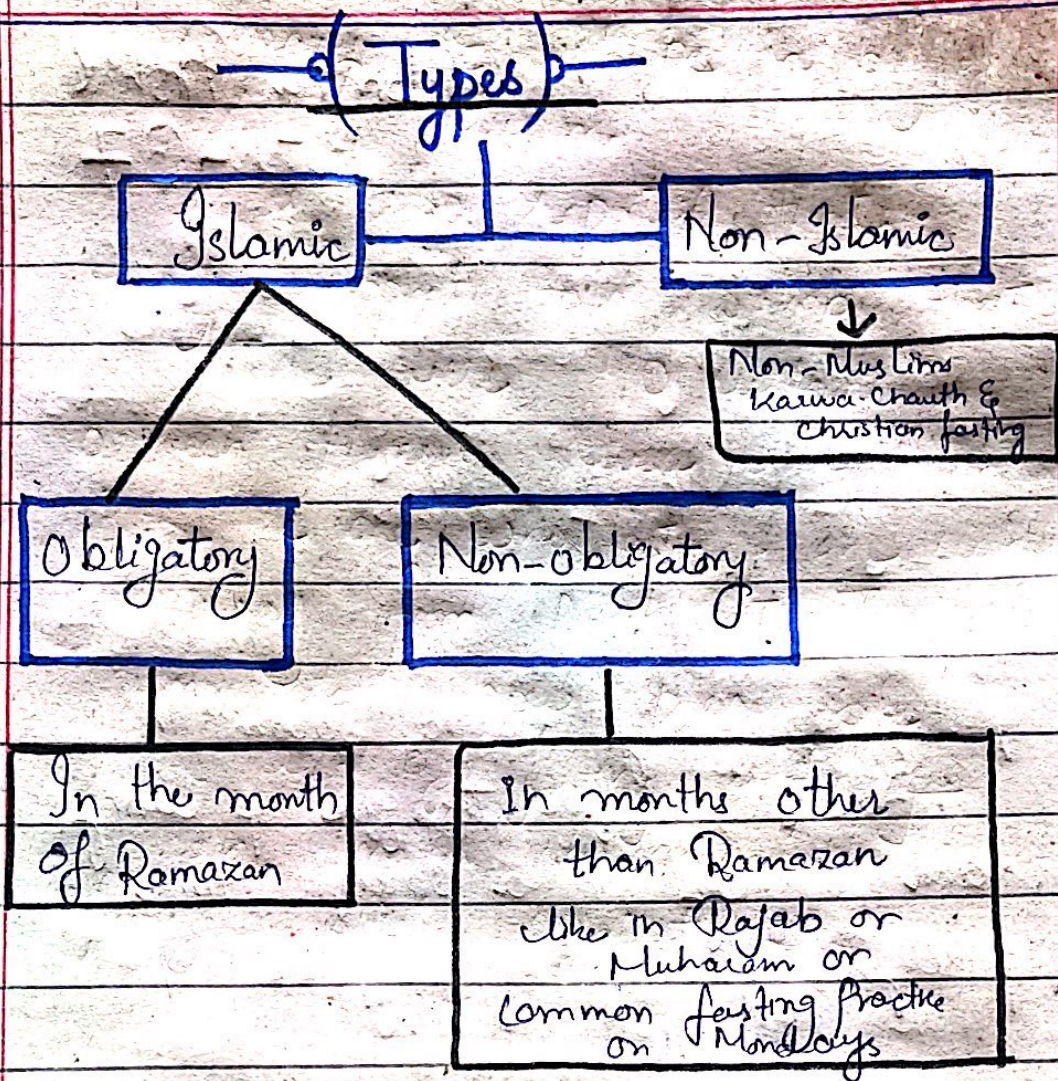 (Types)
Islamic
Non-Islamic
Non-Muslims
Karwa-Chauth &
Christian fasting
Obligatory
Non-obligatory
In the month
Of Ramazan
In months other
than Ramazan
like in Rajab or
Muharam or
Common fasting Practice
on Mondays